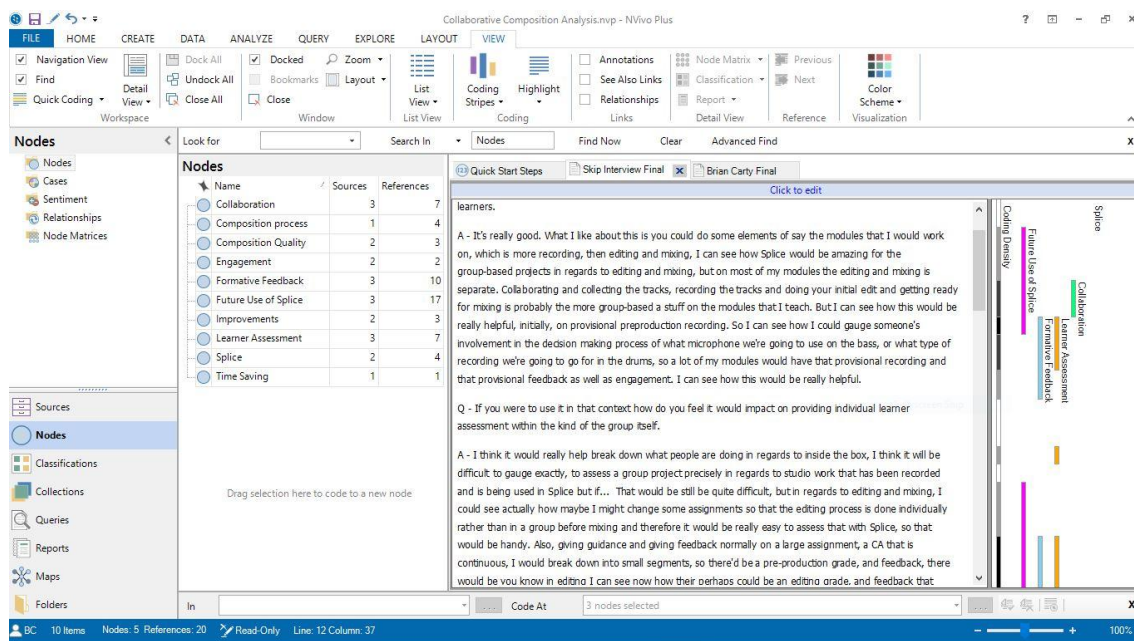 Collaborative Composition Analysis.nvp - NVivo Plus
FILE HOME CREATE DATA ANALYZE QUERY EXPLORE LAYOUT VIEW
Navigation View
Find
Quick Coding
Detail View
Workspace
Dock All
Undock All
Close All
Docked
Bookmarks
Close
Zoom
Layout
Window
List View
List View
Coding Stripes
Highlight
Coding
Annotations
See Also Links
Relationships
Links
Node Matrix
Classification
Report
Detail View
Previous
Next
Reference
Color Scheme
Visualization
Nodes
Nodes
Cases
Sentiment
Relationships
Node Matrices
Sources
Nodes
Classifications
Collections
Queries
Reports
Maps
Folders
Look for Search In Nodes Find Now Clear Advanced Find X
Nodes
Name Sources References
Collaboration 3 7
Composition process 1 4
Composition Quality 2 3
Engagement 2 2
Formative Feedback 3 10
Future Use of Splice 3 17
Improvements 2 3
Learner Assessment 3 7
Splice 2 4
Time Saving 1 1
Drag selection here to code to a new node
123 Quick Start Steps Skip Interview Final Brian Carty Final
Click to edit
learners.
A - It's really good. What I like about this is you could do some elements of say the modules that I would work
on, which is more recording, then editing and mixing, I can see how Splice would be amazing for the
group-based projects in regards to editing and mixing, but on most of my modules the editing and mixing is
separate. Collaborating and collecting the tracks, recording the tracks and doing your initial edit and getting ready
for mixing is probably the more group-based a stuff on the modules that I teach. But I can see how this would be
really helpful, initially, on provisional preproduction recording. So I can see how I could gauge someone's
involvement in the decision making process of what microphone we're going to use on the bass, or what type of
recording we're going to go for in the drums, so a lot of my modules would have that provisional recording and
that provisional feedback as well as engagement. I can see how this would be really helpful.
Q - If you were to use it in that context how do you feel it would impact on providing individual learner
assessment within the kind of the group itself.
A - I think it would really help break down what people are doing in regards to inside the box, I think it will be
difficult to gauge exactly, to assess a group project precisely in regards to studio work that has been recorded
and is being used in Splice but if... That would be still be quite difficult, but in regards to editing and mixing, I
could see actually how maybe I might change some assignments so that the editing process is done individually
rather than in a group before mixing and therefore it would be really easy to assess that with Splice, so that
would be handy. Also, giving guidance and giving feedback normally on a large assignment, a CA that is
continuous, I would break down into small segments, so there'd be a pre-production grade, and feedback, there
would be you know in editing I can see now how their perhaps could be an editing grade, and feedback that
Coding Density
Future Use of Splice
Formative Feedback
Learner Assessment
Collaboration
Splice
In ... Code At 3 nodes selected ... X
BC 10 Items Nodes: 5 References: 20 Read-Only Line: 12 Column: 37 100%